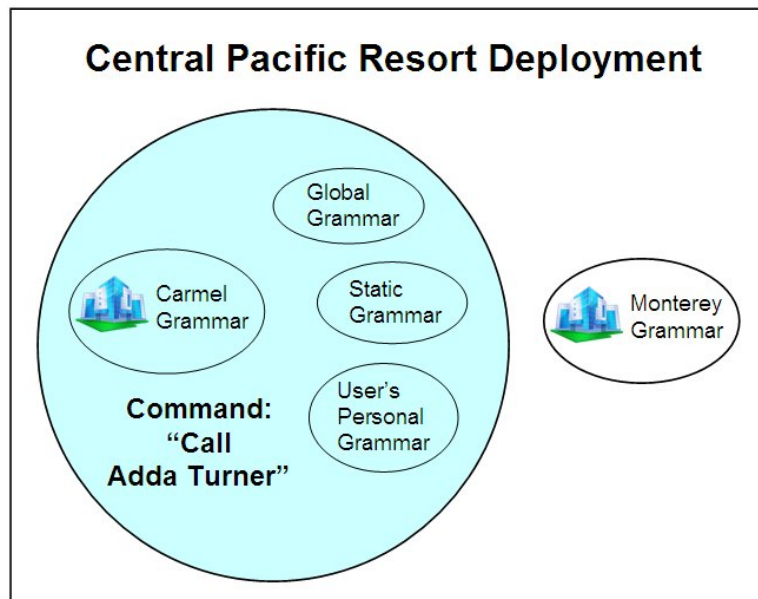 Central Pacific Resort Deployment
Global
Grammar
Carmel
Grammar
Static
Grammar
Monterey
Grammar
User's
Personal
Grammar
Command:
“Call
Adda Turner”